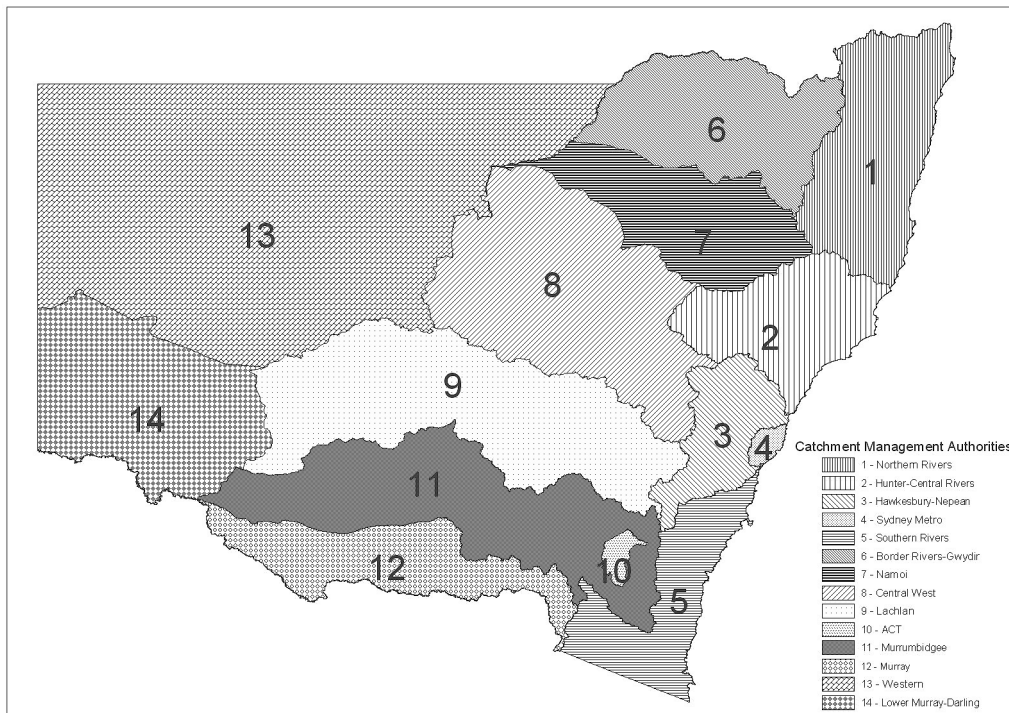 6
1
13
7
8
2
9
14
3
4
11
12
10
5
Catchment Management Authorities
1 - Northern Rivers
2 - Hunter-Central Rivers
3 - Hawkesbury-Nepean
4 - Sydney Metro
5 - Southern Rivers
6 - Border Rivers-Gwydir
7 - Namoi
8 - Central West
9 - Lachlan
10 - ACT
11 - Murrumbidgee
12 - Murray
13 - Western
14 - Lower Murray-Darling